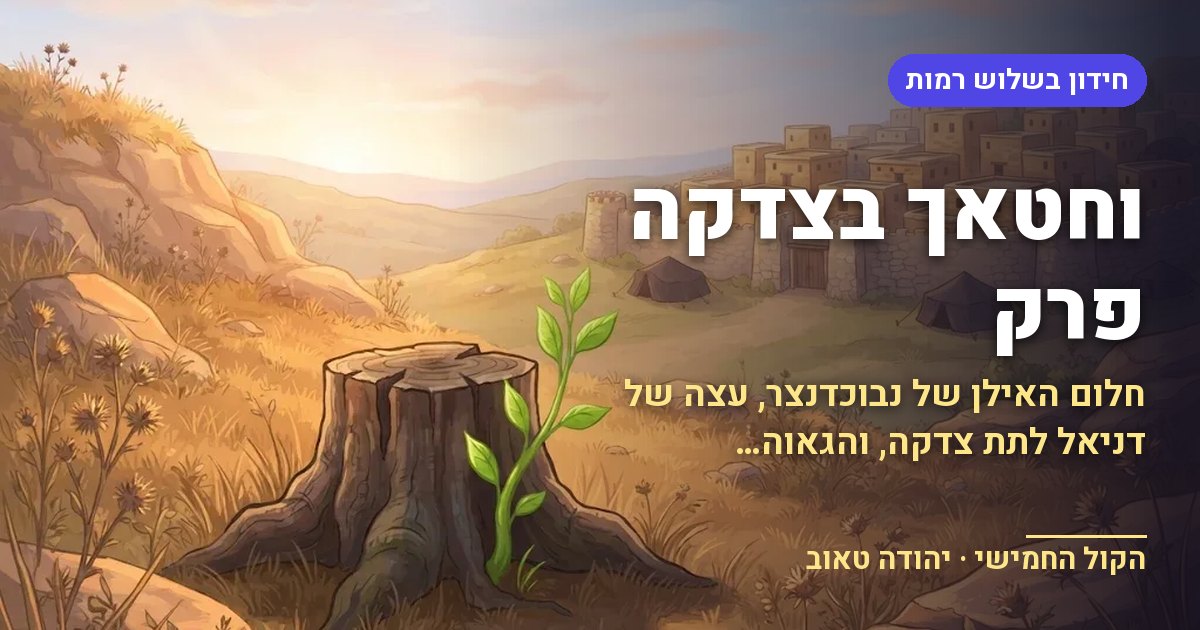 חידון בשלוש רמות
וחטאך בצדקה
פרק
חלום האילן של נבוכדנצר, עצה של
דניאל לתת צדקה, והגאווה...
הקול החמישי · יהודה טאוב